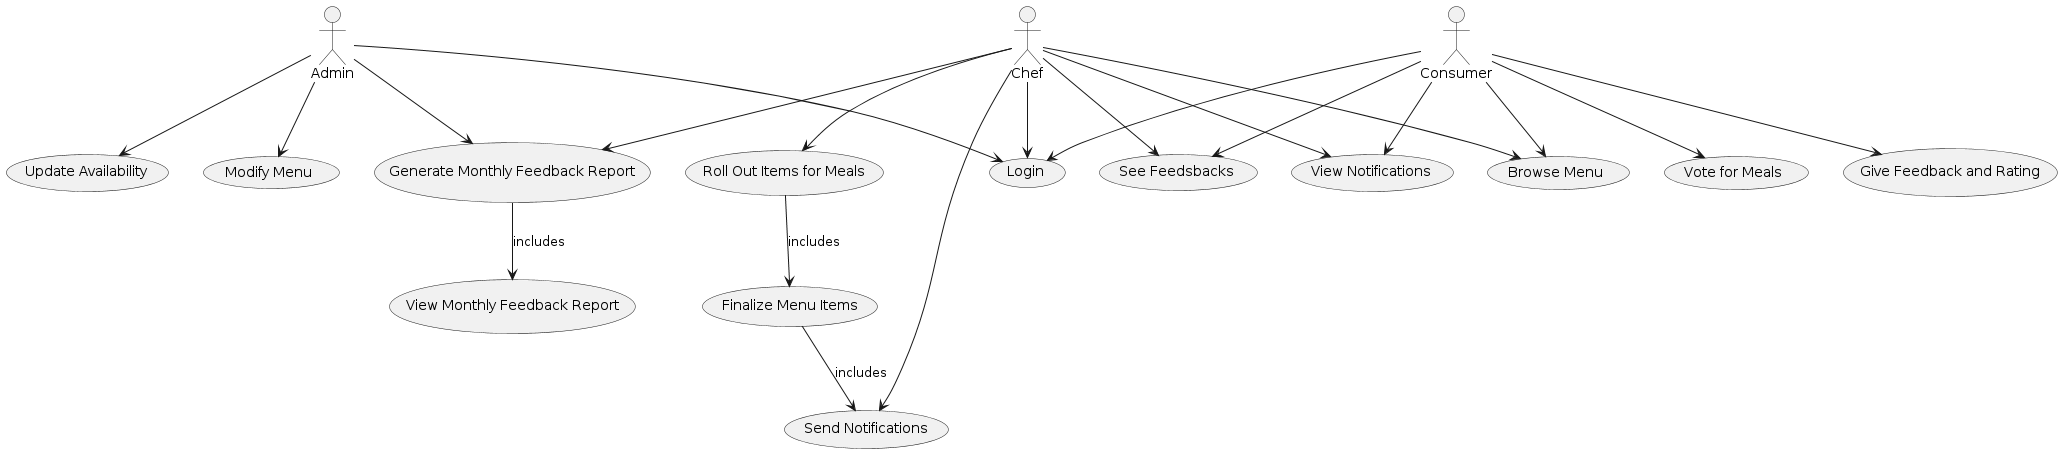 Admin
Chef
Consumer
Update Availability
Modify Menu
Generate Monthly Feedback Report
Roll Out Items for Meals
Login
See Feedsbacks
View Notifications
Browse Menu
Vote for Meals
Give Feedback and Rating
includes
includes
View Monthly Feedback Report
Finalize Menu Items
includes
Send Notifications